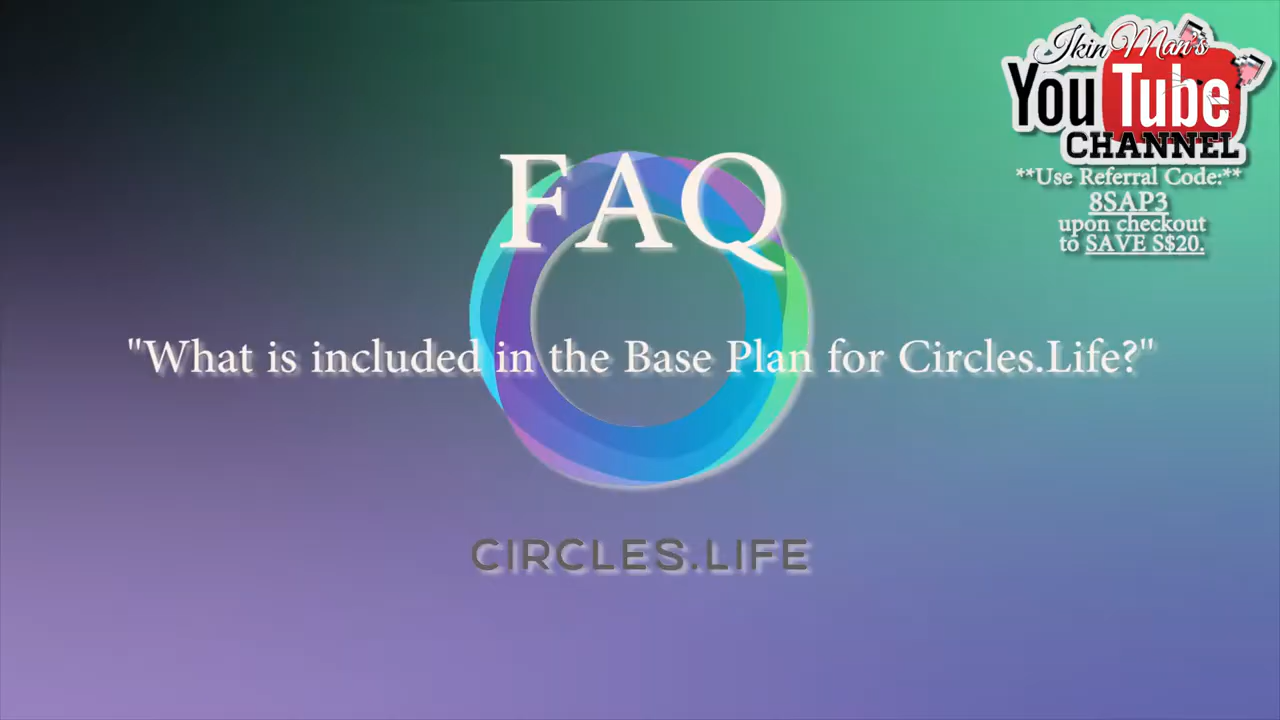 Ikin Man's
YouTube
CHANNEL
**Use Referral Code:**
8SAP3
upon checkout
to SAVE S$20.
FAQ
"What is included in the Base Plan for Circles.Life?"
CIRCLES.LIFE